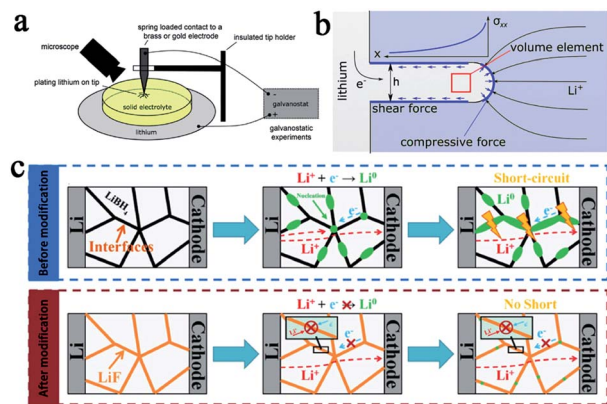 a
spring loaded contact to a
brass or gold electrode
insulated tip holder
microscope
plating lithium on tip
solid electrolyte
lithium
-
+
galvanostat
galvanostatic
experiments
b
σxx
x
volume element
lithium
e-
h
Li+
shear force
compressive force
c
Before modification
Li
LiBH4
Interfaces
Cathode
Li+ + e- → Li0
Li
Nucleation
e-
Li+
Cathode
Short-circuit
Li
Li0
e-
Li+
Cathode
After modification
Li
LiF
Cathode
Li+ + e- Li0
Li
e-
Li+
Cathode
No Short
Li
e-
Li+
Cathode